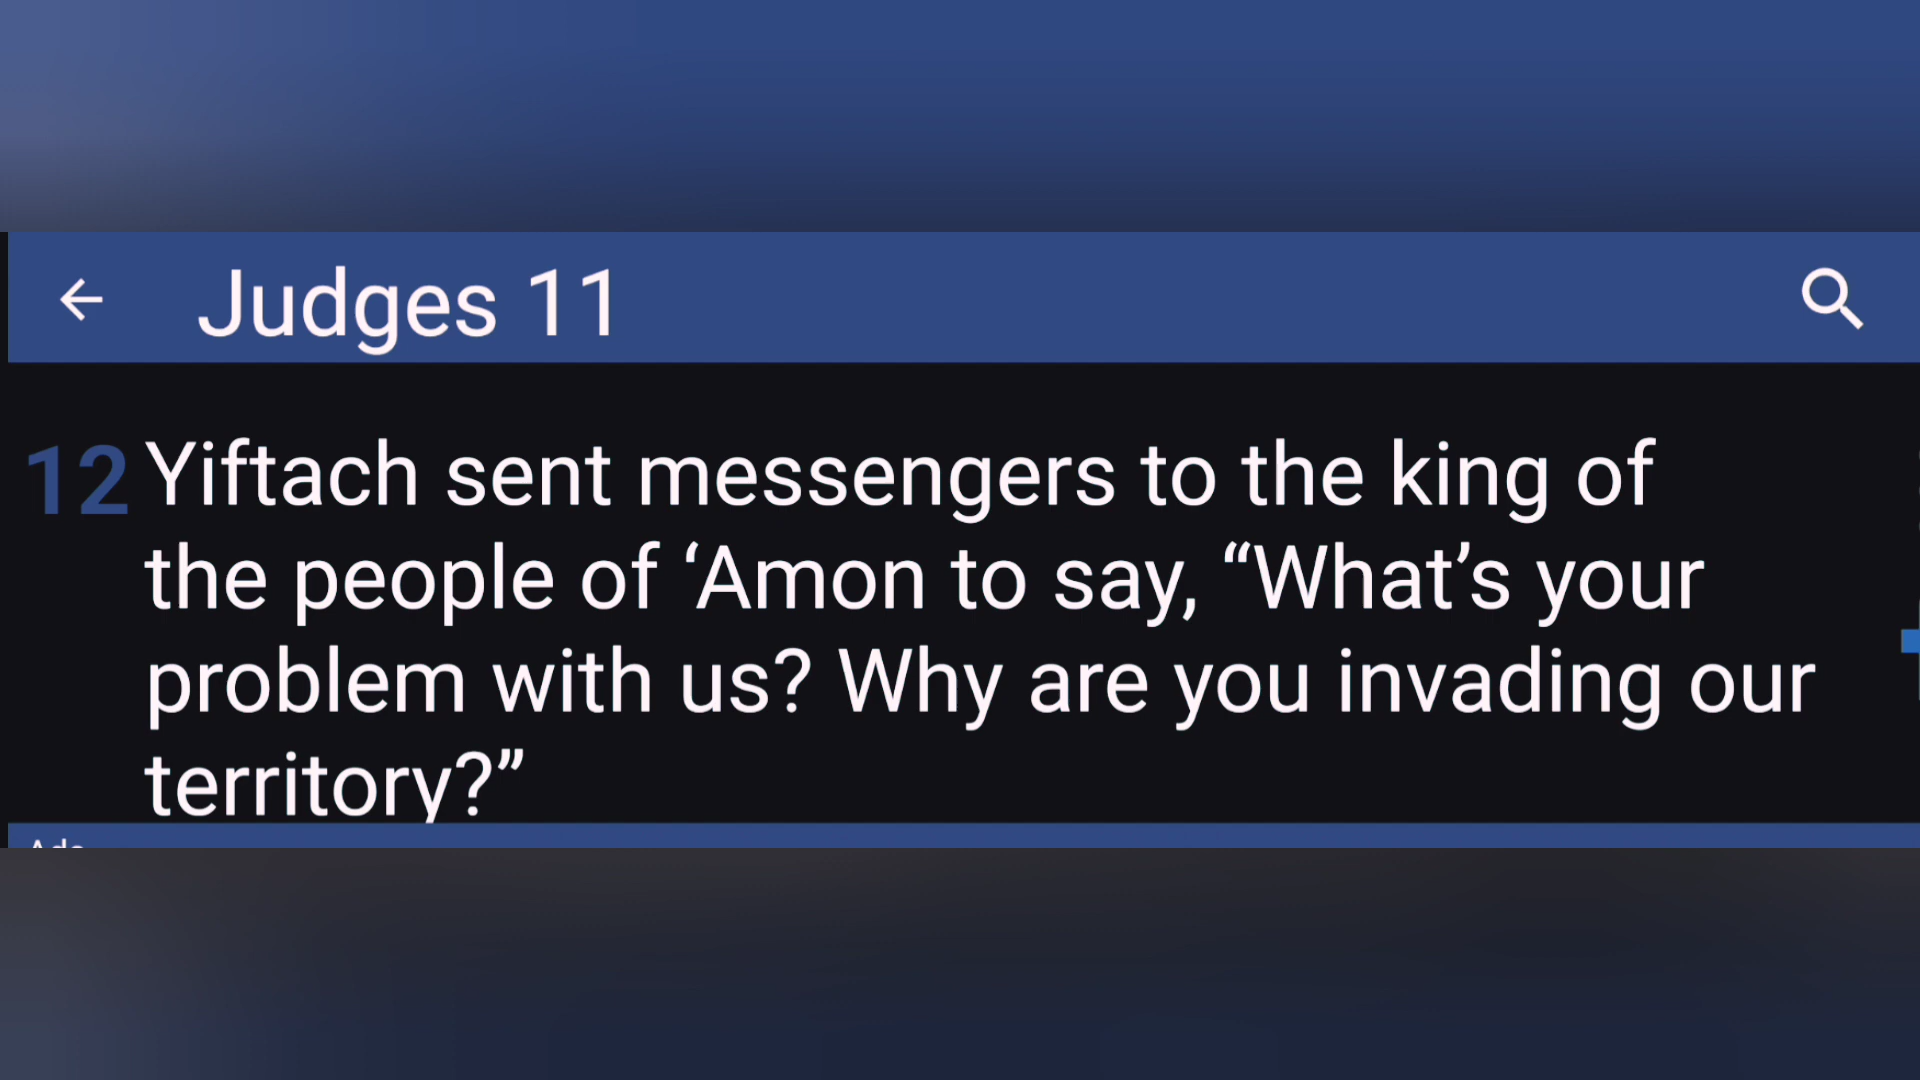 Judges 11
12 Yiftach sent messengers to the king of
the people of ‘Amon to say, “What’s your
problem with us? Why are you invading our
territory?”